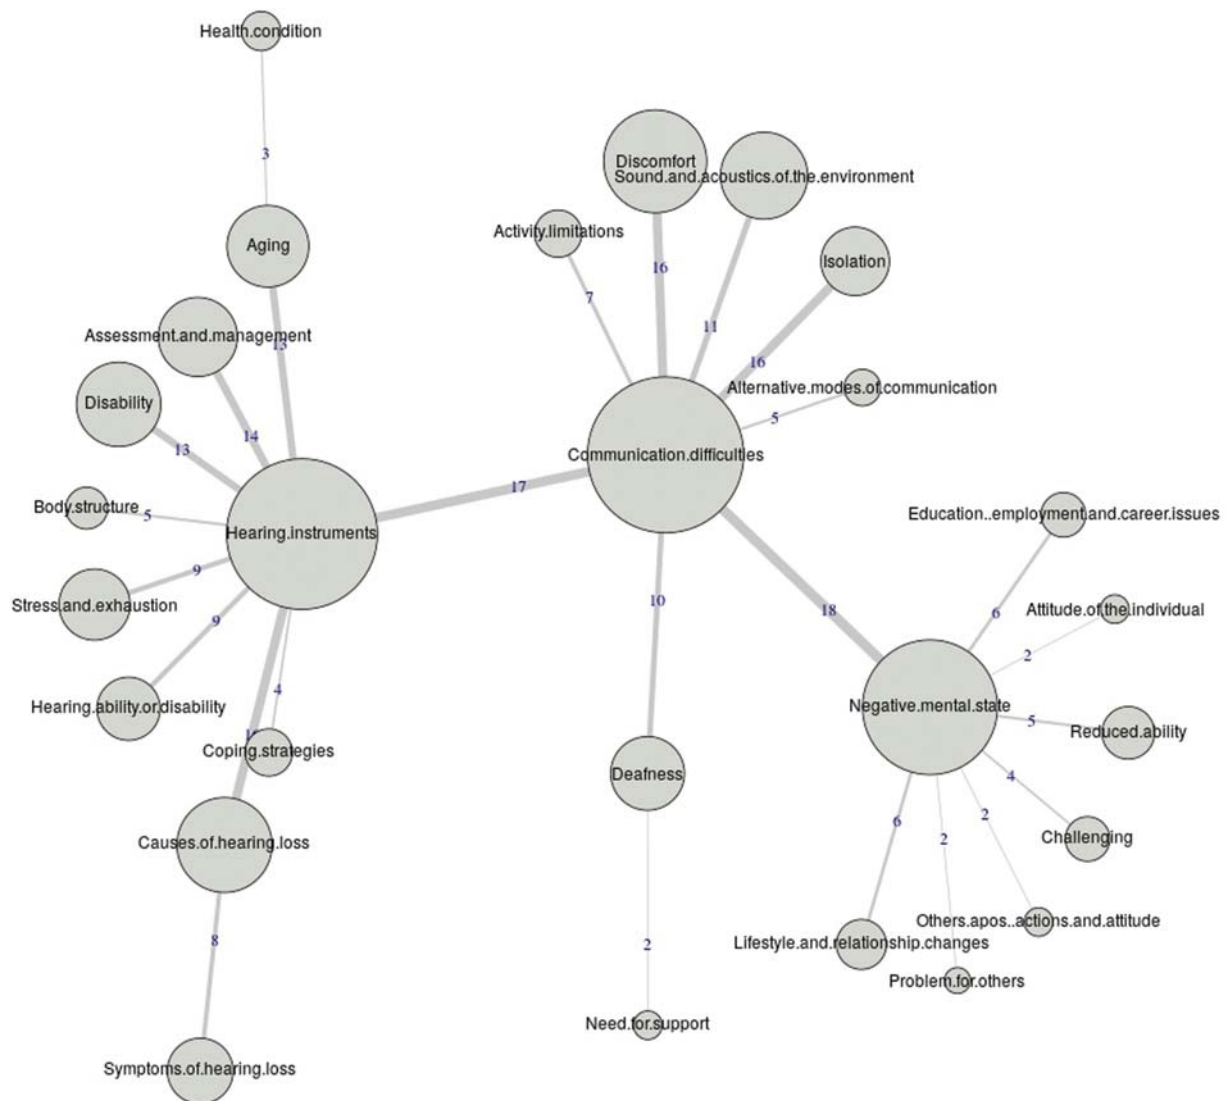 Health.condition
3
Aging
Discomfort
Sound.and.acoustics.of.the.environment
Activity.limitations
Isolation
16
7
11
16
Assessment.and.management
13
Alternative.modes.of.communication
5
Disability
14
13
Communication.difficulties
17
Body.structure
5
Hearing.instruments
Education..employment.and.career.issues
9
Stress.and.exhaustion
9
10
18
6
Attitude.of.the.individual
2
Hearing.ability.or.disability
4
Negative.mental.state
5
Reduced.ability
Coping.strategies
Deafness
4
6
2
2
Challenging
Causes.of.hearing.loss
Others.apos..actions.and.attitude
8
2
Lifestyle.and.relationship.changes
Problem.for.others
Need.for.support
Symptoms.of.hearing.loss